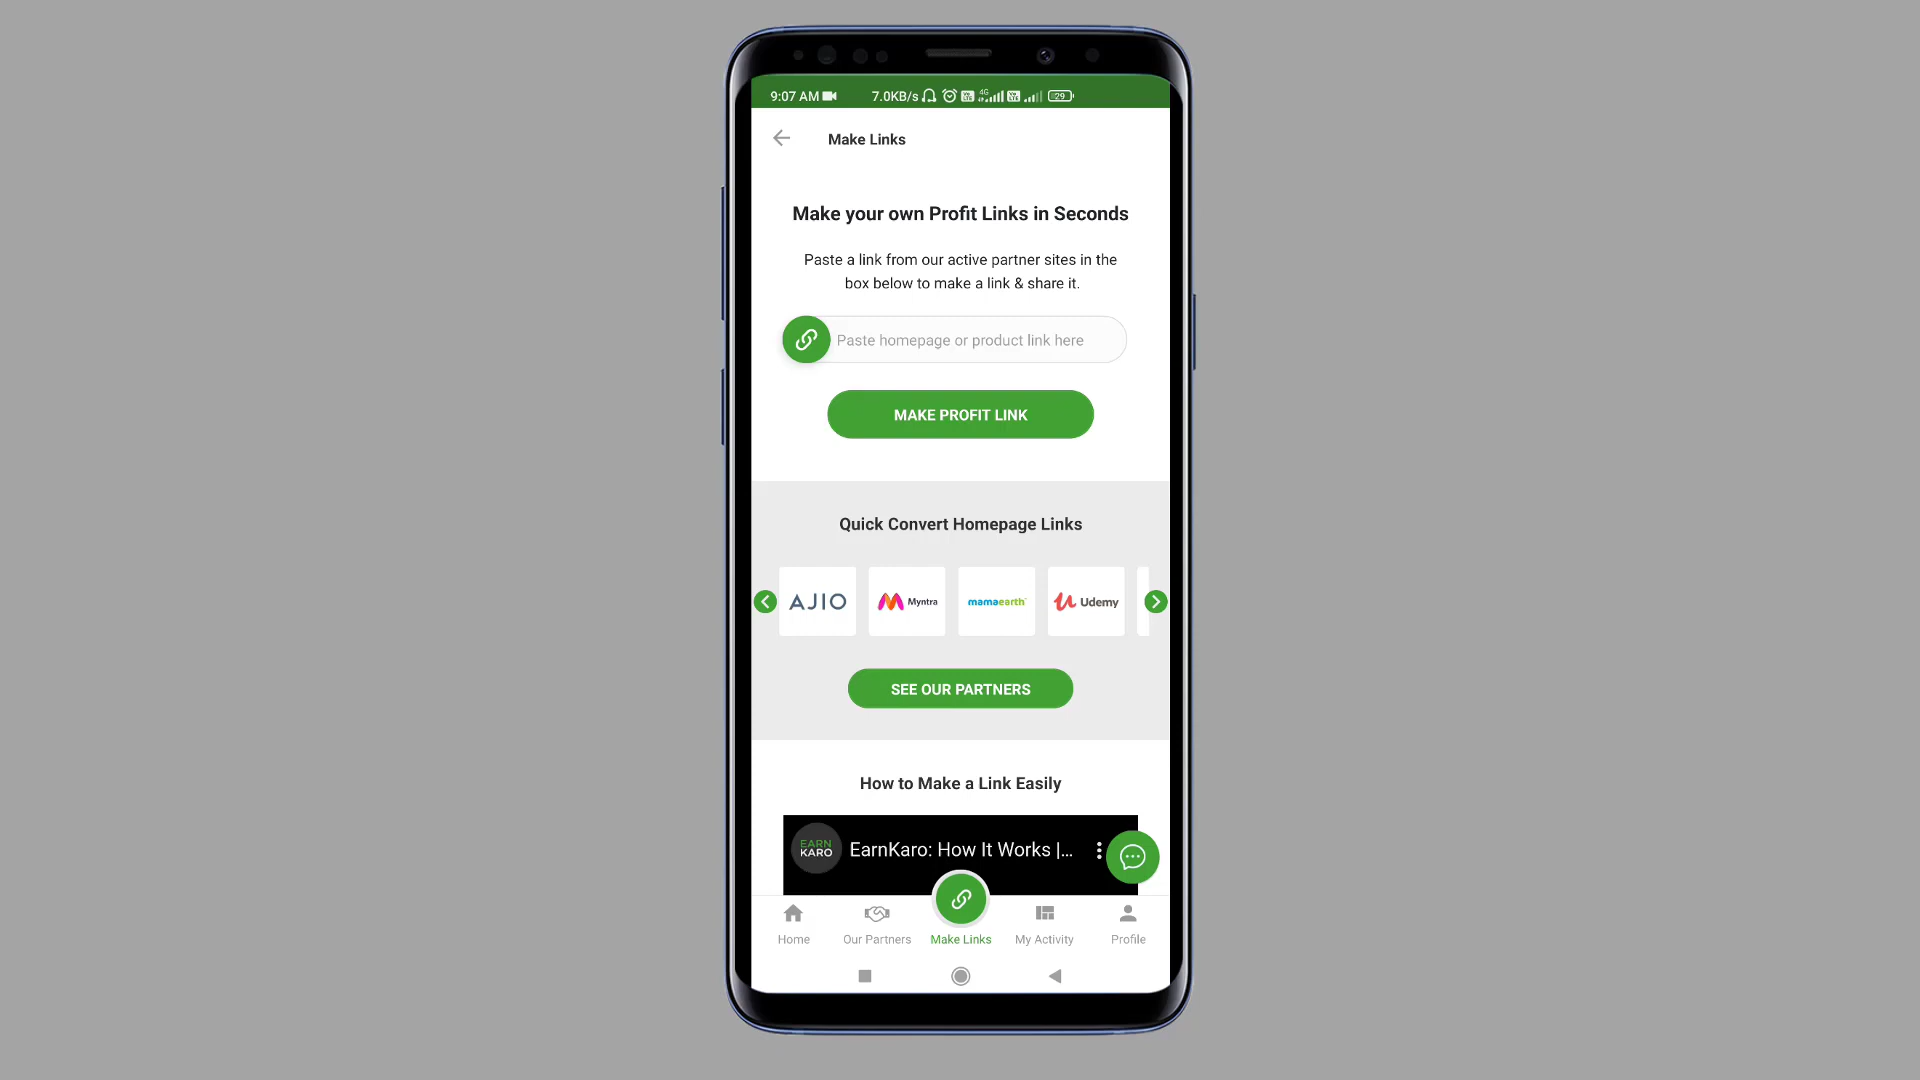 9:07 AM 7.0KB/s 4G 29
Make Links
Make your own Profit Links in Seconds
Paste a link from our active partner sites in the
box below to make a link & share it.
Paste homepage or product link here
MAKE PROFIT LINK
Quick Convert Homepage Links
AJIO Myntra mamaearth Udemy
SEE OUR PARTNERS
How to Make a Link Easily
EARN
KARO
EarnKaro: How It Works |...
Home Our Partners Make Links My Activity Profile